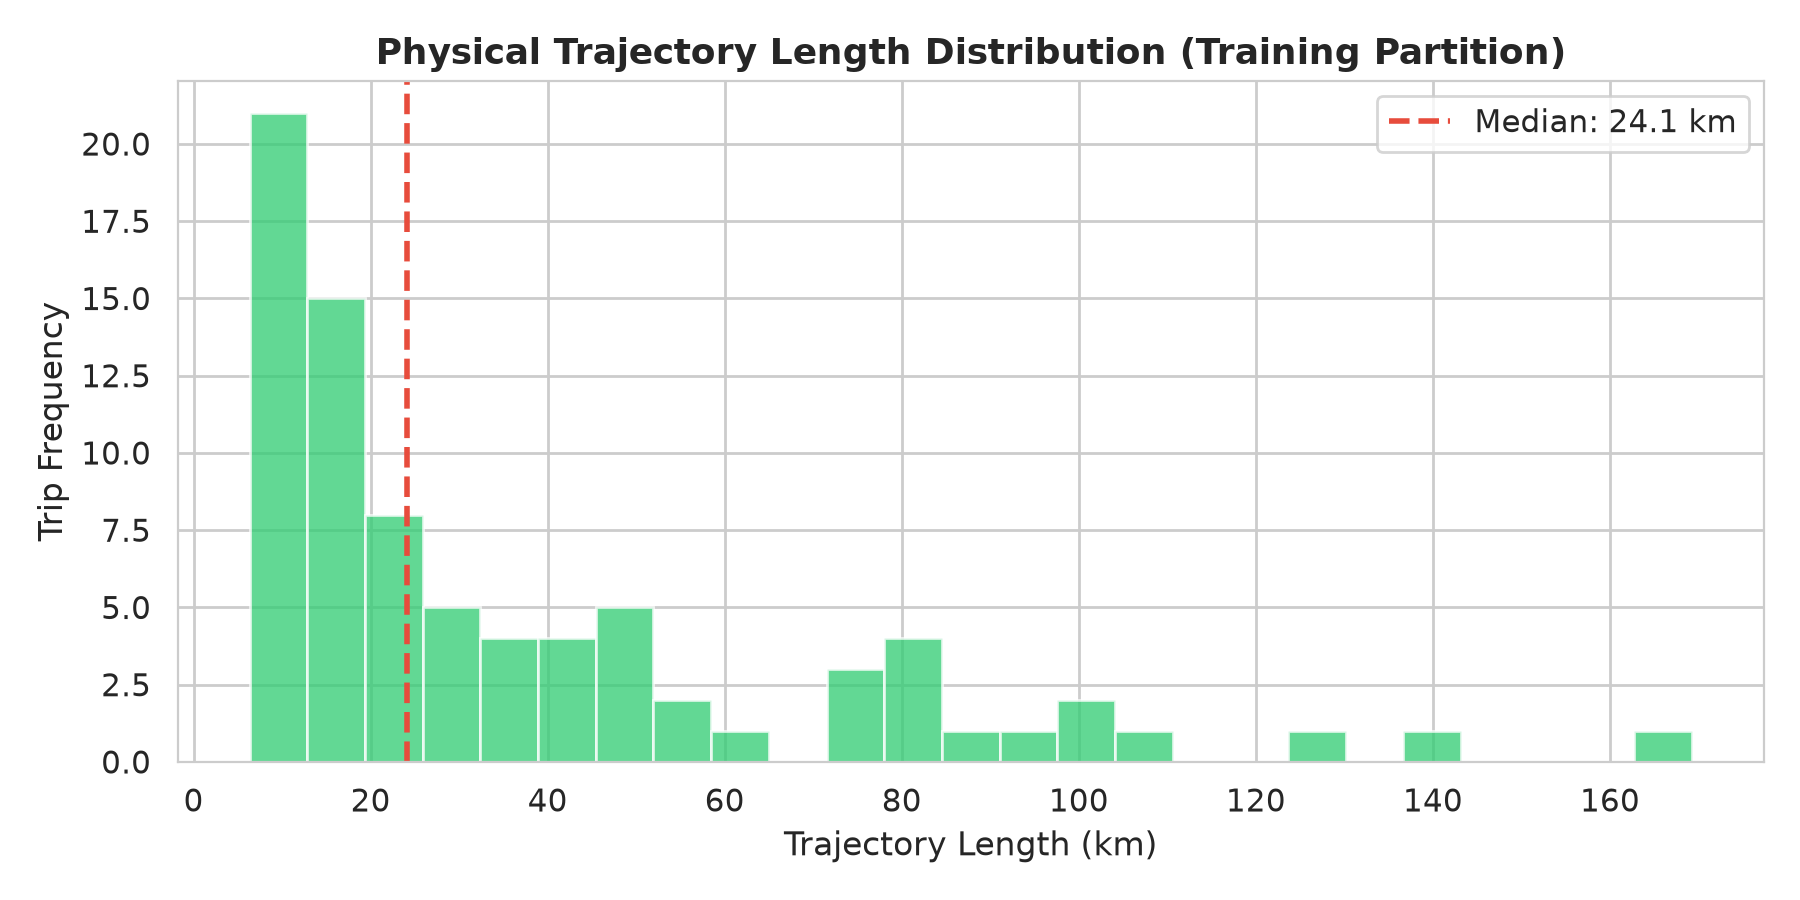 Physical Trajectory Length Distribution (Training Partition)
Median: 24.1 km
Trip Frequency
20.0
17.5
15.0
12.5
10.0
7.5
5.0
2.5
0.0
0 20 40 60 80 100 120 140 160
Trajectory Length (km)